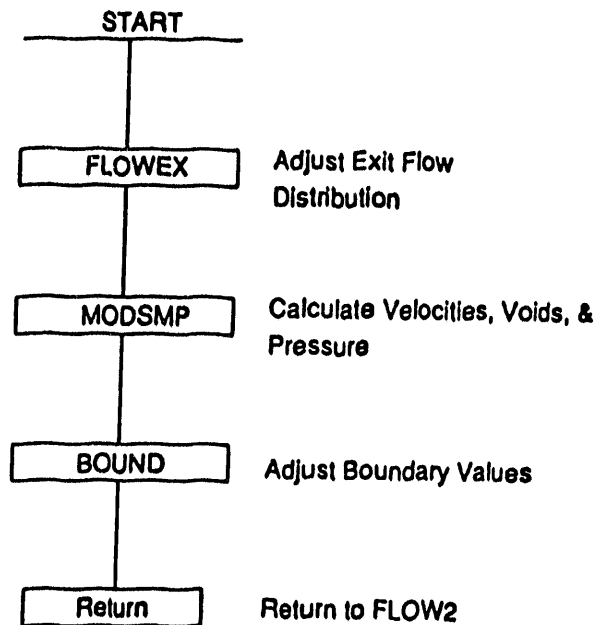 START
FLOWEX
Adjust Exit Flow
Distribution
MODSMP
Calculate Velocities, Voids, &
Pressure
BOUND
Adjust Boundary Values
Return
Return to FLOW2